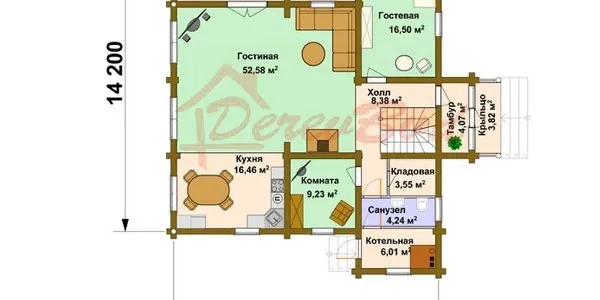 Гостевая
16,50 м²
Гостиная
52,58 м²
14 200
Холл
8,38 м²
Тамбур
4,07 м²
Крыльцо
3,82 м²
Кухня
16,46 м²
Комната
9,23 м²
Кладовая
3,55 м²
Санузел
4,24 м²
Котельная
6,01 м²